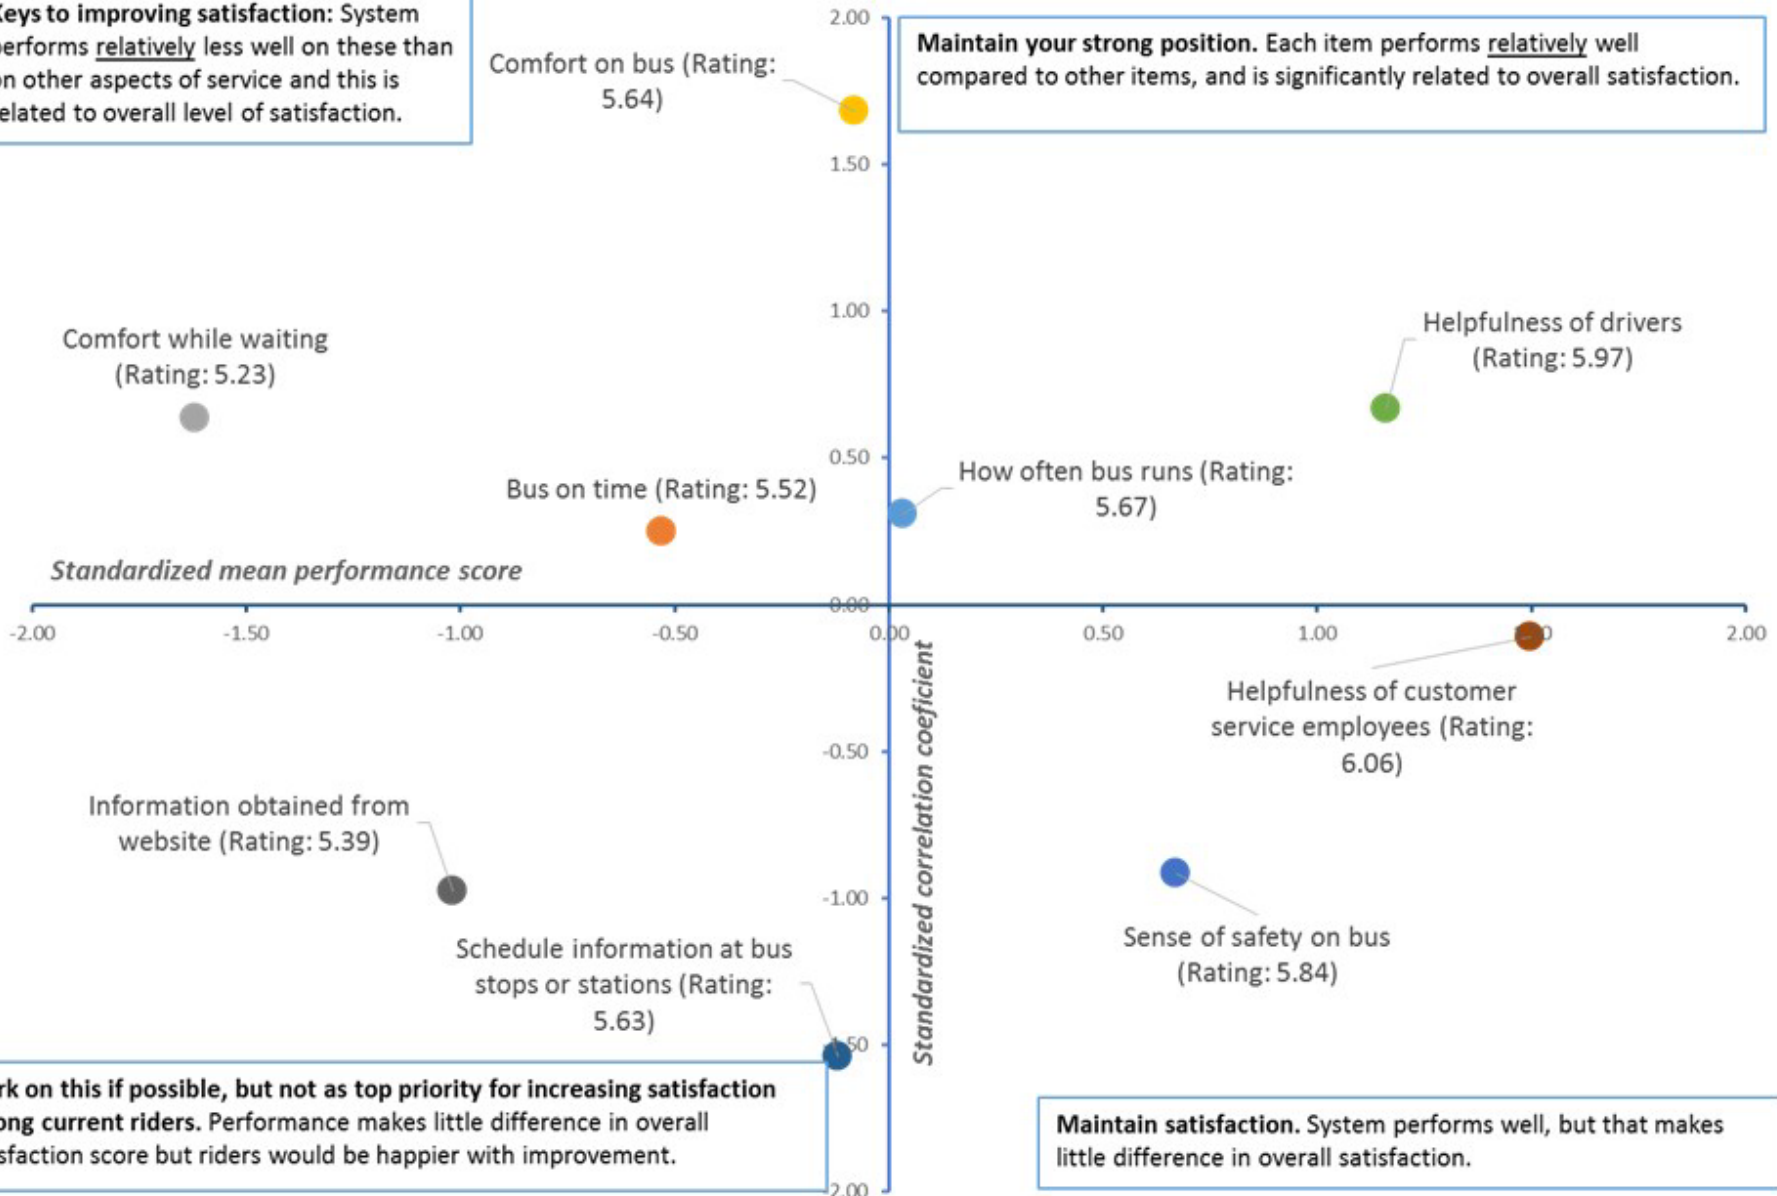 Keys to improving satisfaction: System
performs relatively less well on these than
on other aspects of service and this is
related to overall level of satisfaction.
2.00
Maintain your strong position. Each item performs relatively well
compared to other items, and is significantly related to overall satisfaction.
Comfort on bus (Rating:
5.64)
1.50
1.00
Helpfulness of drivers
(Rating: 5.97)
Comfort while waiting
(Rating: 5.23)
0.50
How often bus runs (Rating:
5.67)
Bus on time (Rating: 5.52)
Standardized mean performance score
0.00
-2.00 -1.50 -1.00 -0.50 0.00 0.50 1.00 2.00
Standardized correlation coeficient
Helpfulness of customer
service employees (Rating:
6.06)
-0.50
Information obtained from
website (Rating: 5.39)
-1.00
Sense of safety on bus
(Rating: 5.84)
Schedule information at bus
stops or stations (Rating:
5.63)
rk on this if possible, but not as top priority for increasing satisfaction
ong current riders. Performance makes little difference in overall
sfaction score but riders would be happier with improvement.
Maintain satisfaction. System performs well, but that makes
little difference in overall satisfaction.
2.00